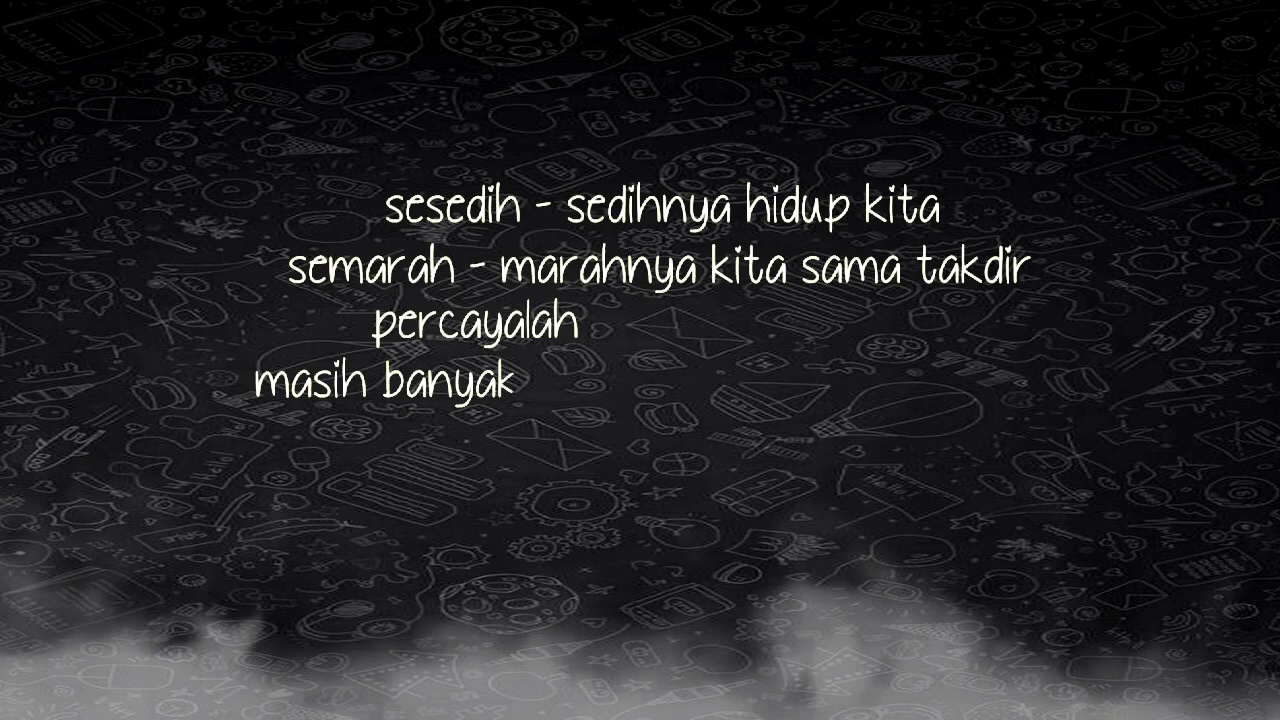 sesedih - sedihnya hidup kita
semarah - marahnya kita sama takdir
percayalah
masih banyak